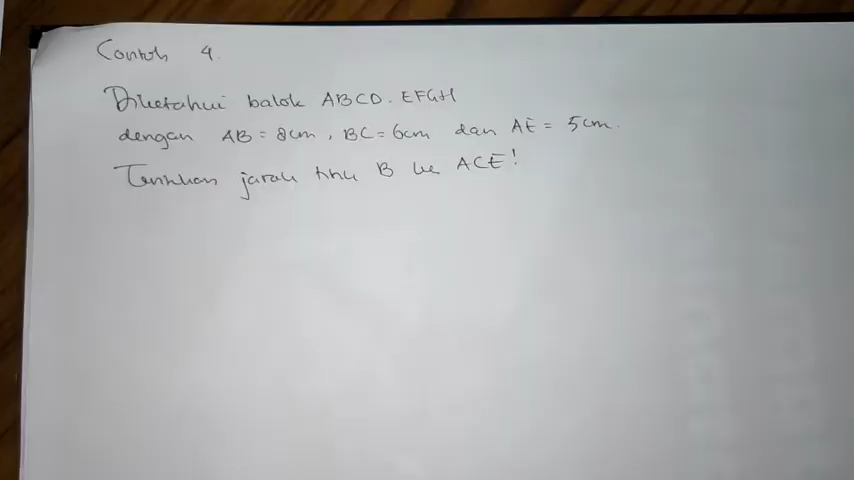 Contoh 4.
Diketahui balok ABCD.EFGH
dengan AB = 8cm, BC = 6cm dan AE = 5cm.
Tentukan jarak titik B ke ACE!